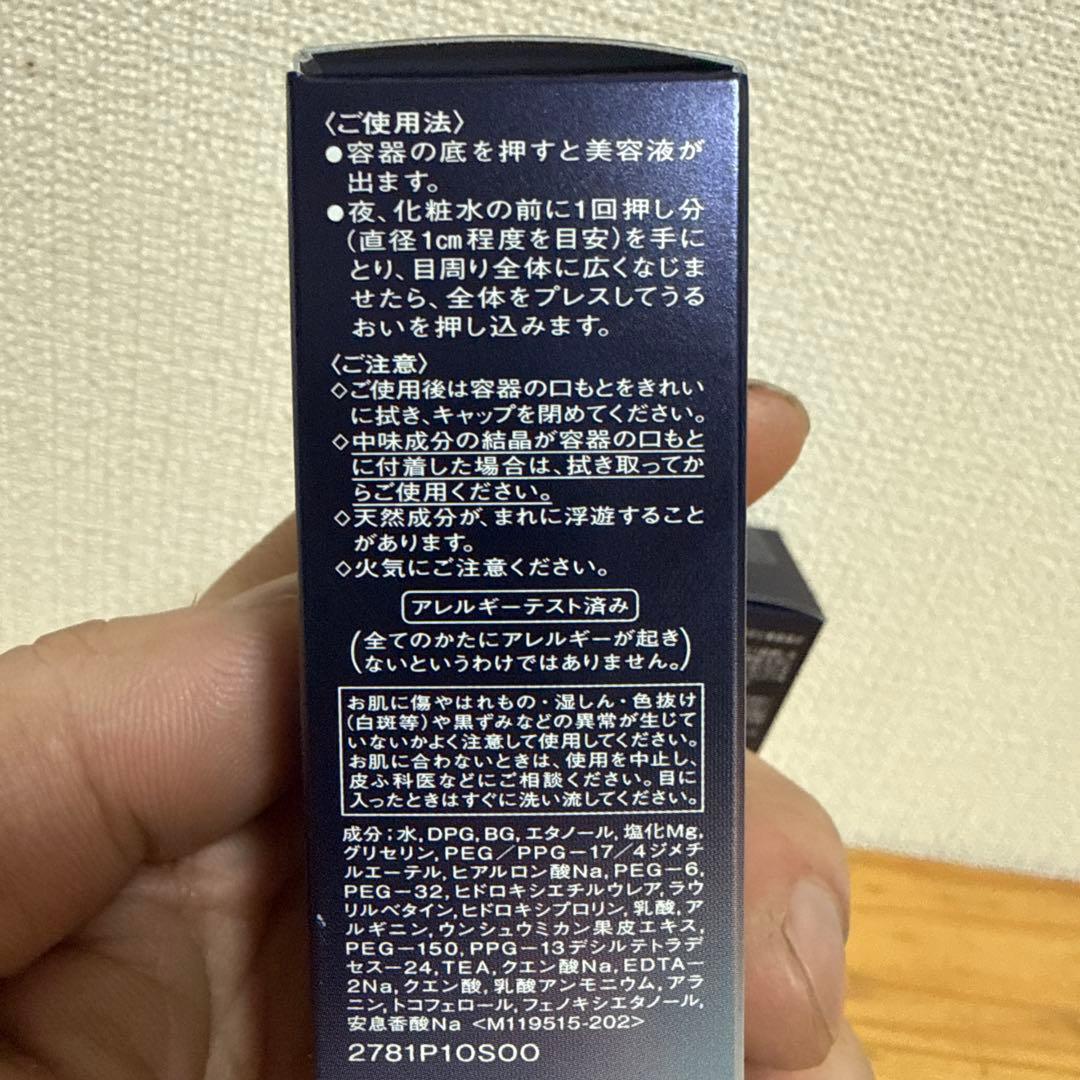 〈ご使用法〉
●容器の底を押すと美容液が
出ます。
●夜、化粧水の前に1回押し分
(直径1cm程度を目安)を手に
とり、目周り全体に広くなじま
せたら、全体をプレスしてうる
おいを押し込みます。
〈ご注意〉
◇ご使用後は容器の口もとをきれい
に拭き、キャップを閉めてください。
◇中味成分の結晶が容器の口もと
に付着した場合は、拭き取ってか
らご使用ください。
◇天然成分が、まれに浮遊すること
があります。
◇火気にご注意ください。
アレルギーテスト済み
(全てのかたにアレルギーが起き
ないというわけではありません。)
お肌に傷やはれもの・湿しん・色抜け
(白斑等)や黒ずみなどの異常が生じて
いないかよく注意して使用してください。
お肌に合わないときは、使用を中止し、
皮ふ科医などにご相談ください。目に
入ったときはすぐに洗い流してください。
成分;水,DPG,BG,エタノール,塩化Mg,
グリセリン,PEG/PPG-17/4ジメチ
ルエーテル,ヒアルロン酸Na,PEG-6,
PEG-32,ヒドロキシエチルウレア,ラウ
リルベタイン,ヒドロキシプロリン,乳酸,ア
ルギニン,ウンシュウミカン果皮エキス,
PEG-150,PPG-13デシルテトラデ
セス-24,TEA,クエン酸Na,EDTA-
2Na,クエン酸,乳酸アンモニウム,アラ
ニン,トコフェロール,フェノキシエタノール,
安息香酸Na <M119515-202>
2781P10S00